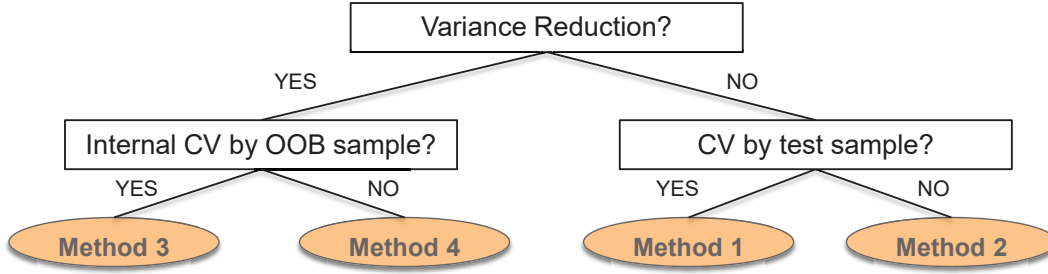 Variance Reduction?
YES
NO
Internal CV by OOB sample?
CV by test sample?
YES
NO
YES
NO
Method 3
Method 4
Method 1
Method 2